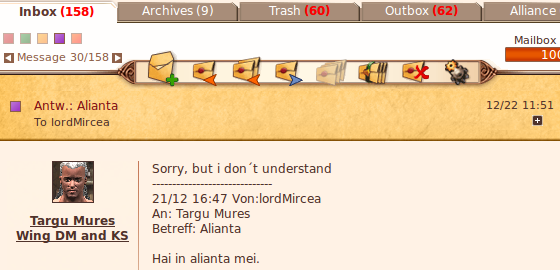 Inbox (158)
Archives (9)
Trash (60)
Outbox (62)
Alliance
Message 30/158
Mailbox
100
Antw.: Alianta
12/22 11:51
To lordMircea
Targu Mures
Wing DM and KS
Sorry, but i don´t understand
------------------------------
21/12 16:47 Von:lordMircea
An: Targu Mures
Betreff: Alianta
Hai in alianta mei.